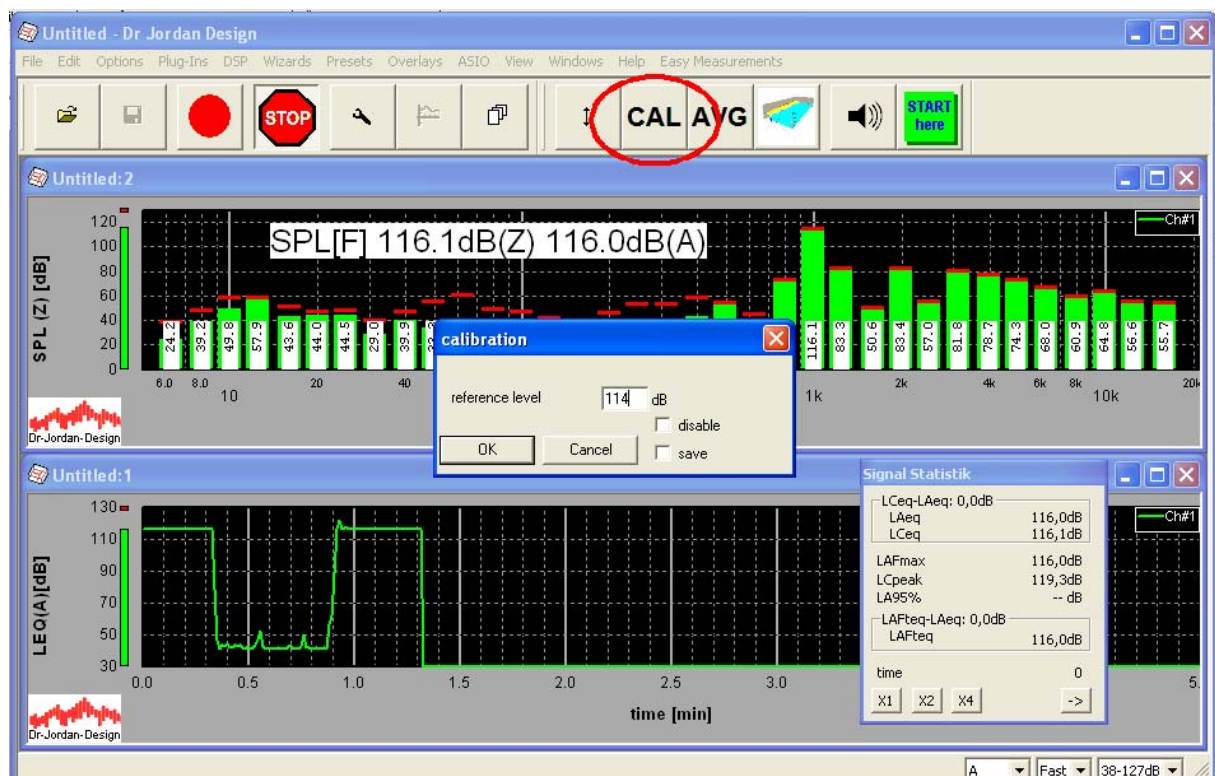 Untitled - Dr Jordan Design
File Edit Options Plug-Ins DSP Wizards Presets Overlays ASIO View Windows Help Easy Measurements
STOP
CAL AVG
START
here
Untitled:2
SPL (Z) [dB]
120
100
80
60
40
20
0
SPL[F] 116.1dB(Z) 116.0dB(A)
Ch#1
24.2 39.2 49.8 57.9 43.6 44.0 44.5 29.0 39.9
116.1 83.3 50.6 83.4 57.0 81.8 78.7 74.3 68.0 60.9 64.8 56.6 55.7
6.0 8.0 10 20 40 1k 2k 4k 6k 8k 10k 20k
Dr-Jordan-Design
calibration
reference level 114 dB
disable
OK Cancel save
Untitled:1
LEQ(A)[dB]
130
110
90
70
50
30
Ch#1
0.0 0.5 1.0 1.5 2.0 2.5 3.0 5.
time [min]
Dr-Jordan-Design
Signal Statistik
LCeq-LAeq: 0,0dB
LAeq 116,0dB
LCeq 116,1dB
LAFmax 116,0dB
LCpeak 119,3dB
LA95% -- dB
LAFteq-LAeq: 0,0dB
LAFteq 116,0dB
time 0
X1 X2 X4 ->
A Fast 38-127dB